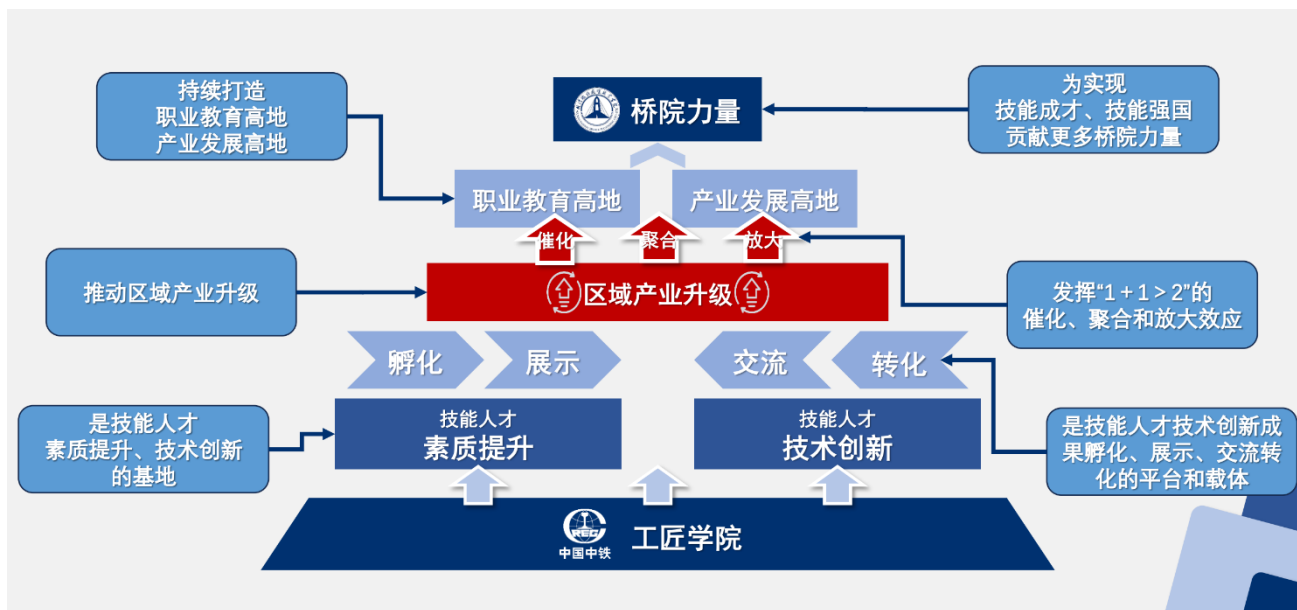 持续打造
职业教育高地
产业发展高地
桥院力量
为实现
技能成才、技能强国
贡献更多桥院力量
职业教育高地
产业发展高地
催化
聚合
放大
推动区域产业升级
区域产业升级
发挥“1 + 1 > 2”的
催化、聚合和放大效应
孵化
展示
交流
转化
是技能人才
素质提升、技术创新
的基地
技能人才
素质提升
技能人才
技术创新
是技能人才技术创新成
果孵化、展示、交流转
化的平台和载体
CREC
中国中铁
工匠学院